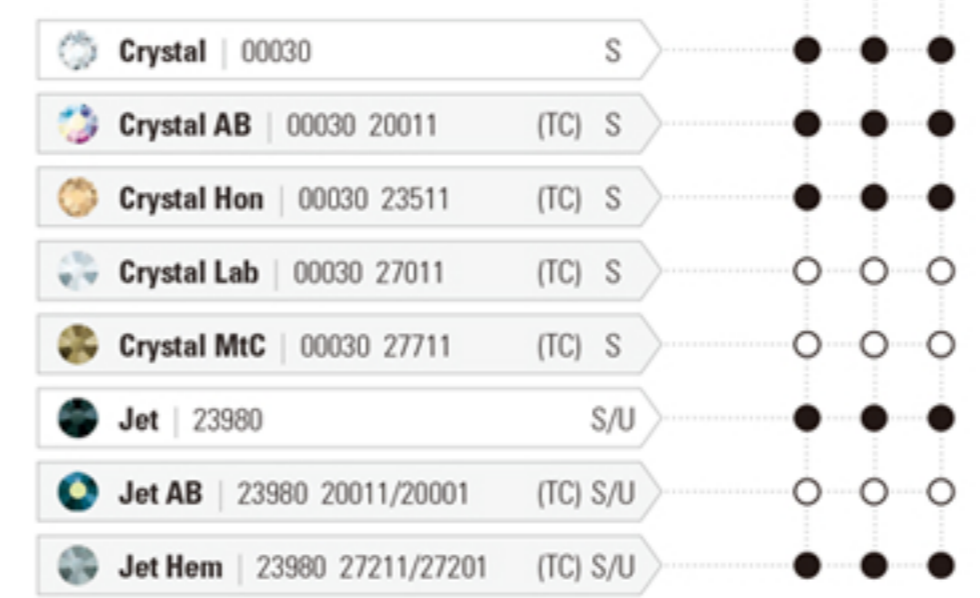 Crystal | 00030 S
Crystal AB | 00030 20011 (TC) S
Crystal Hon | 00030 23511 (TC) S
Crystal Lab | 00030 27011 (TC) S
Crystal MtC | 00030 27711 (TC) S
Jet | 23980 S/U
Jet AB | 23980 20011/20001 (TC) S/U
Jet Hem | 23980 27211/27201 (TC) S/U